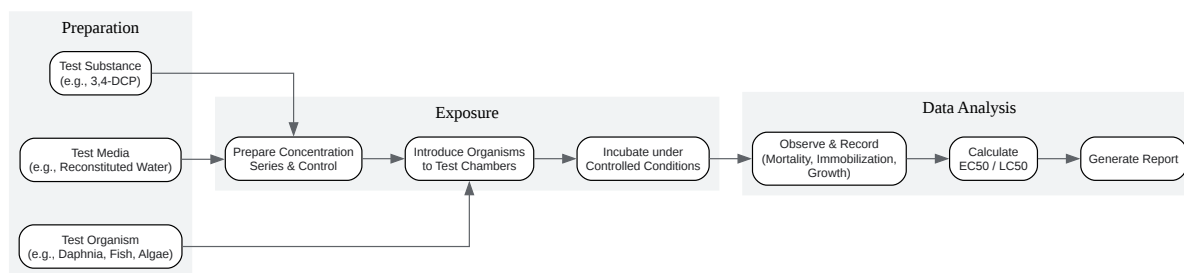 Preparation
Test Substance
(e.g., 3,4-DCP)
Test Media
(e.g., Reconstituted Water)
Test Organism
(e.g., Daphnia, Fish, Algae)
Exposure
Prepare Concentration
Series & Control
Introduce Organisms
to Test Chambers
Incubate under
Controlled Conditions
Data Analysis
Observe & Record
(Mortality, Immobilization,
Growth)
Calculate
EC50 / LC50
Generate Report